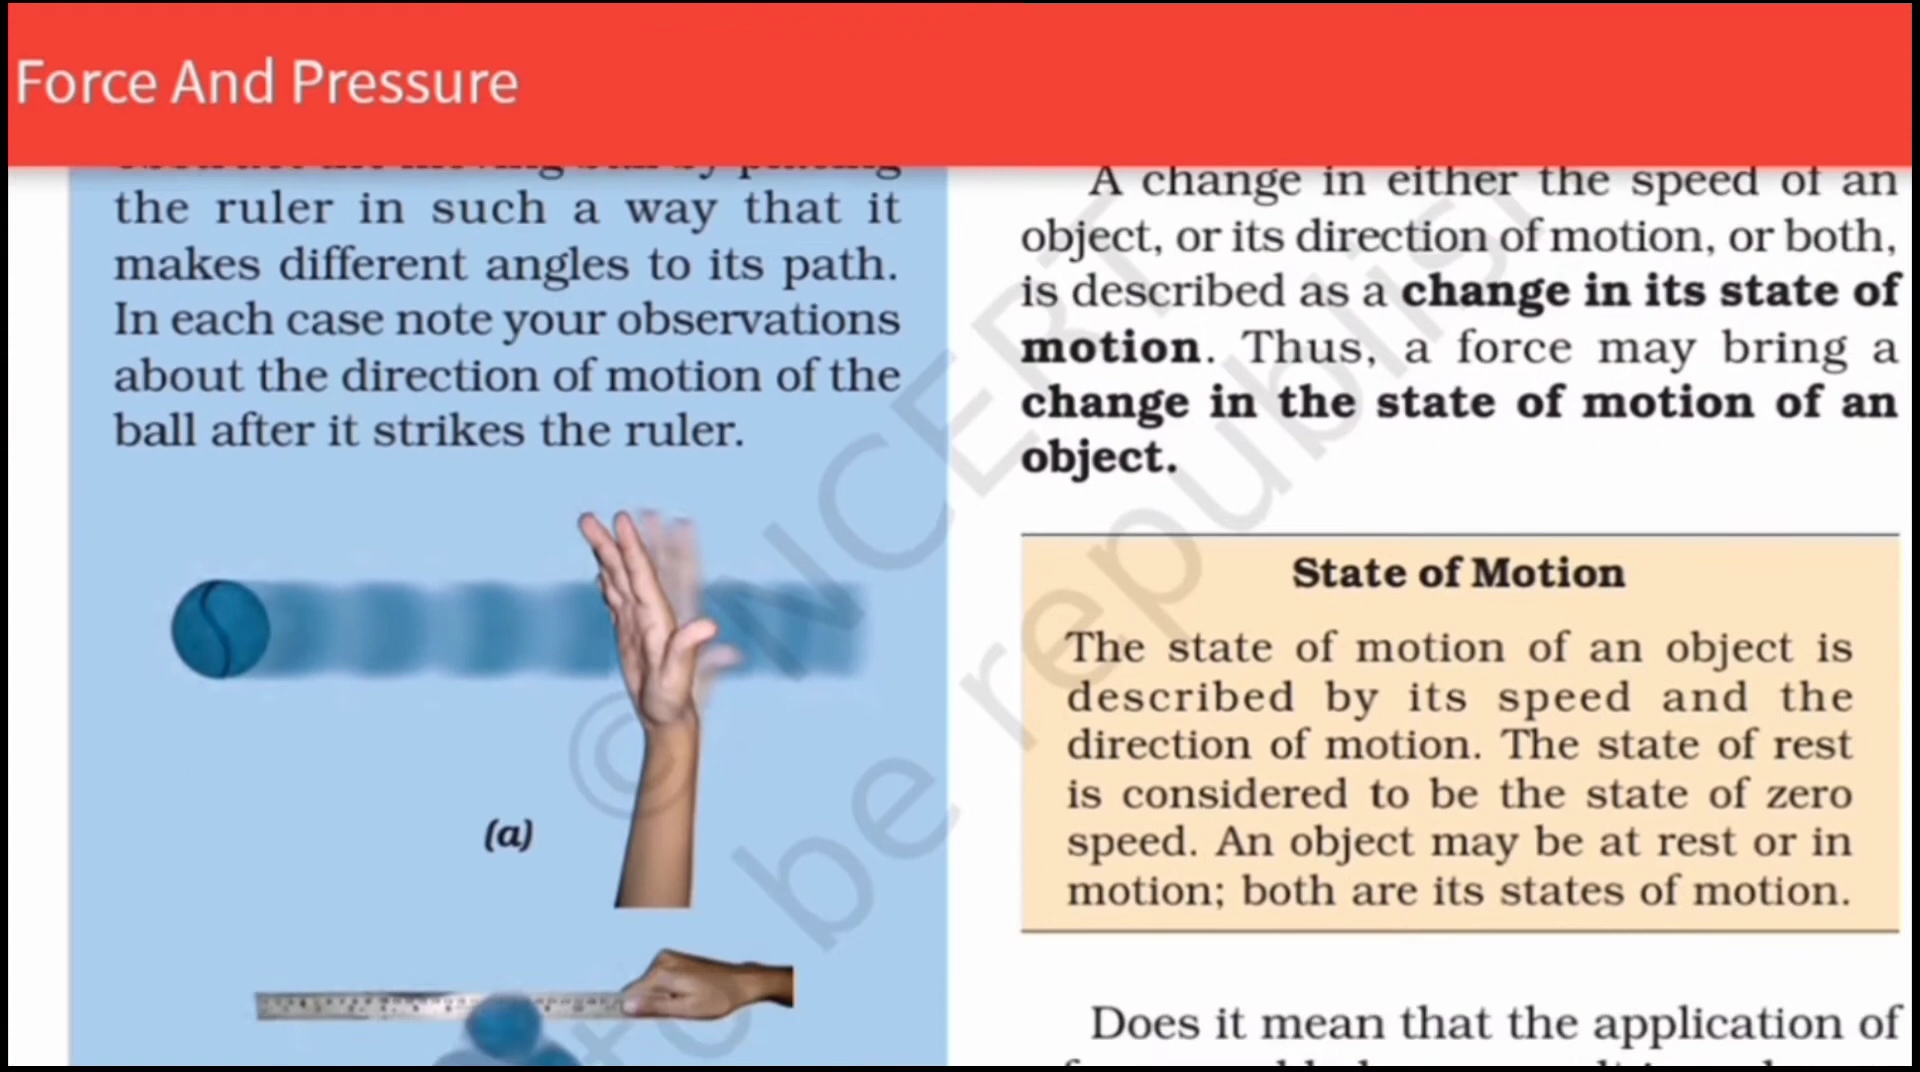 Force And Pressure
the ruler in such a way that it
makes different angles to its path.
In each case note your observations
about the direction of motion of the
ball after it strikes the ruler.
(a)
A change in either the speed of an
object, or its direction of motion, or both,
is described as a change in its state of
motion. Thus, a force may bring a
change in the state of motion of an
object.
State of Motion
The state of motion of an object is
described by its speed and the
direction of motion. The state of rest
is considered to be the state of zero
speed. An object may be at rest or in
motion; both are its states of motion.
Does it mean that the application of
© NCERT
to be republis